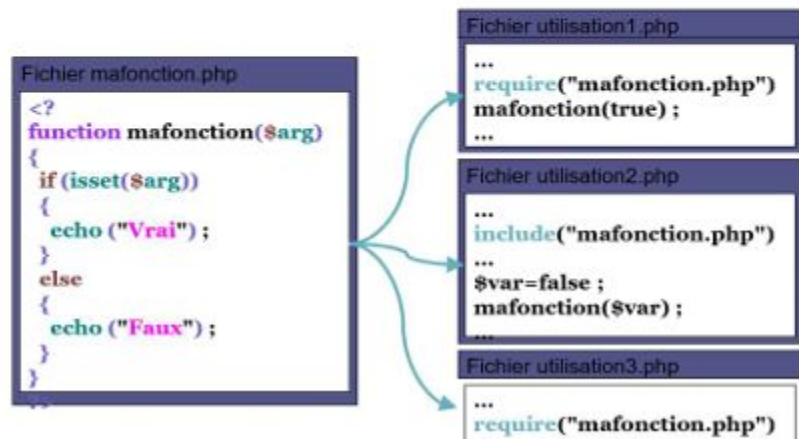 Fichier mafonction.php
<?
function mafonction($arg)
{
if (isset($arg))
{
echo ("Vrai") ;
}
else
{
echo ("Faux") ;
}
}
?>
Fichier utilisation1.php
...
require("mafonction.php")
mafonction(true) ;
...
Fichier utilisation2.php
...
include("mafonction.php")
...
$var=false ;
mafonction($var) ;
...
Fichier utilisation3.php
...
require("mafonction.php")